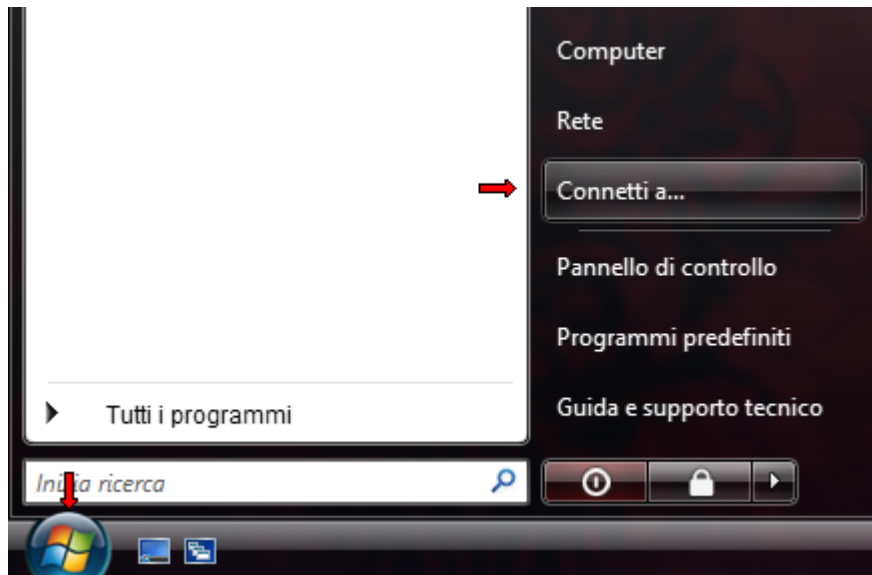 Computer
Rete
Connetti a...
Pannello di controllo
Programmi predefiniti
Guida e supporto tecnico
Tutti i programmi
Inizia ricerca